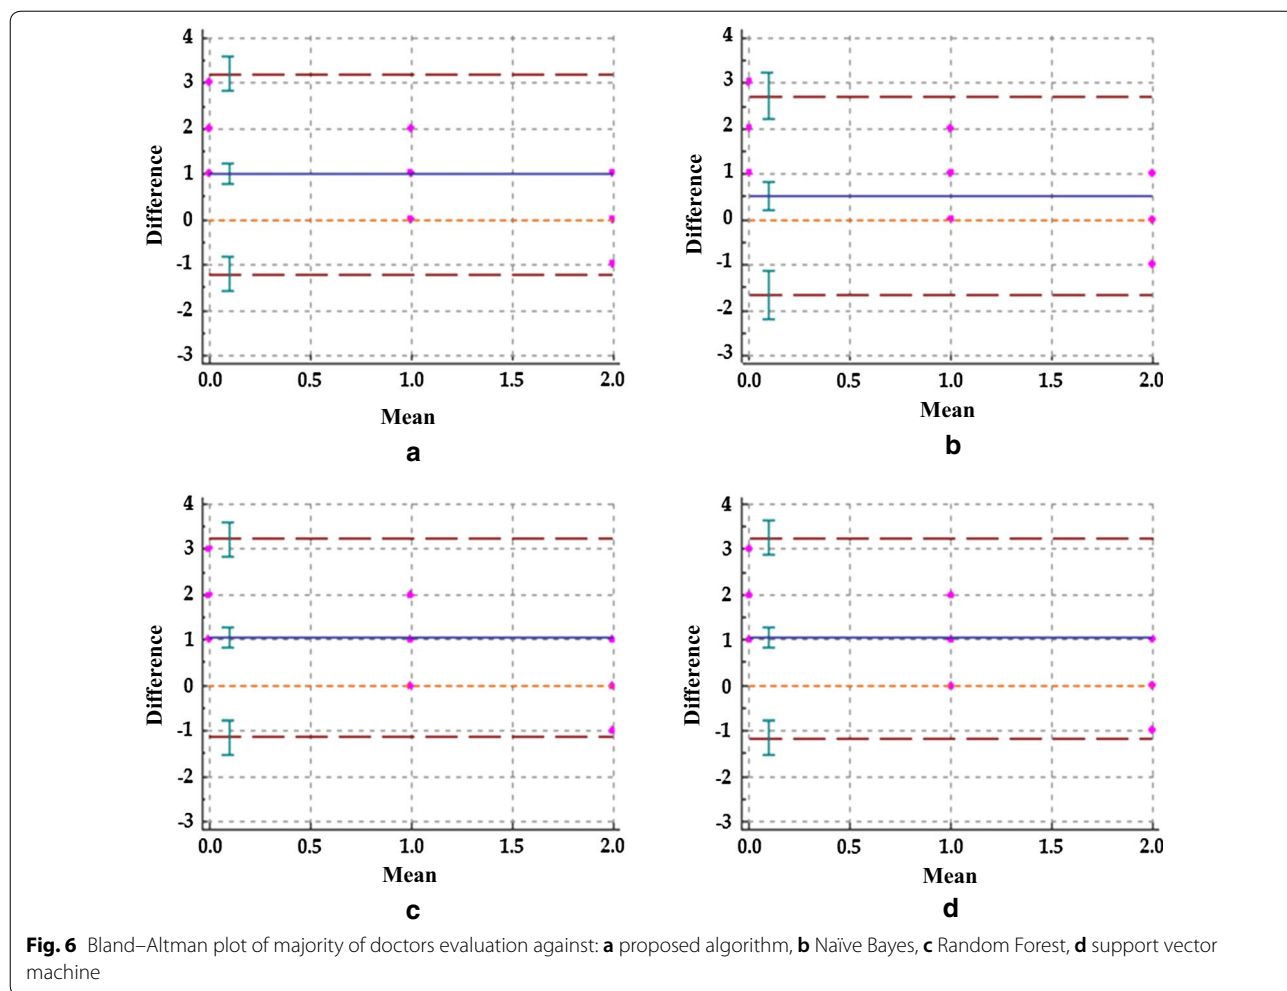 4
3
2
1
0
-1
-2
-3
Difference
0.0 0.5 1.0 1.5 2.0
Mean
a
4
3
2
1
0
-1
-2
-3
Difference
0.0 0.5 1.0 1.5 2.0
Mean
b
4
3
2
1
0
-1
-2
-3
Difference
0.0 0.5 1.0 1.5 2.0
Mean
c
4
3
2
1
0
-1
-2
-3
Difference
0.0 0.5 1.0 1.5 2.0
Mean
d
Fig. 6 Bland–Altman plot of majority of doctors evaluation against: a proposed algorithm, b Naïve Bayes, c Random Forest, d support vector
machine